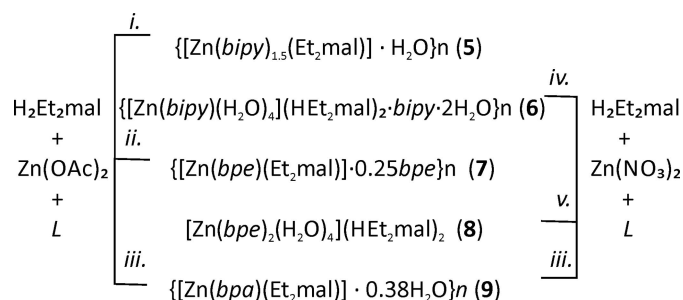 i.
{[Zn(bipy)₁.₅(Et₂mal)] · H₂O}n (5)
iv.
H₂Et₂mal
+
Zn(OAc)₂
+
L
{[Zn(bipy)(H₂O)₄](HEt₂mal)₂·bipy·2H₂O}n (6)
ii.
{[Zn(bpe)(Et₂mal)]·0.25bpe}n (7)
v.
[Zn(bpe)₂(H₂O)₄](HEt₂mal)₂ (8)
iii.
{[Zn(bpa)(Et₂mal)] · 0.38H₂O}n (9)
H₂Et₂mal
+
Zn(NO₃)₂
+
L
iii.